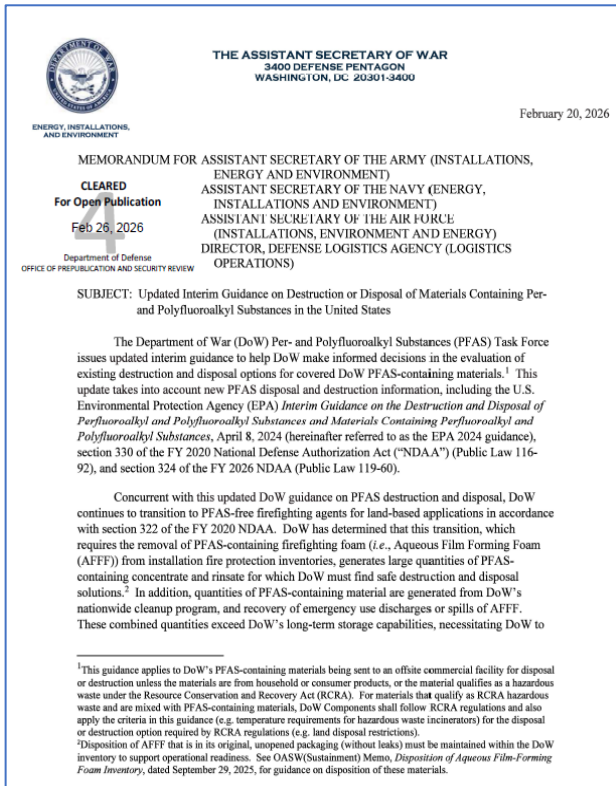 DEPARTMENT OF WAR
UNITED STATES OF AMERICA
ENERGY, INSTALLATIONS,
AND ENVIRONMENT
THE ASSISTANT SECRETARY OF WAR
3400 DEFENSE PENTAGON
WASHINGTON, DC 20301-3400
February 20, 2026
MEMORANDUM FOR ASSISTANT SECRETARY OF THE ARMY (INSTALLATIONS,
ENERGY AND ENVIRONMENT)
ASSISTANT SECRETARY OF THE NAVY (ENERGY,
INSTALLATIONS AND ENVIRONMENT)
ASSISTANT SECRETARY OF THE AIR FORCE
(INSTALLATIONS, ENVIRONMENT AND ENERGY)
DIRECTOR, DEFENSE LOGISTICS AGENCY (LOGISTICS
OPERATIONS)
CLEARED
For Open Publication
4
Feb 26, 2026
Department of Defense
OFFICE OF PREPUBLICATION AND SECURITY REVIEW
SUBJECT: Updated Interim Guidance on Destruction or Disposal of Materials Containing Per-
and Polyfluoroalkyl Substances in the United States
The Department of War (DoW) Per- and Polyfluoroalkyl Substances (PFAS) Task Force
issues updated interim guidance to help DoW make informed decisions in the evaluation of
existing destruction and disposal options for covered DoW PFAS-containing materials.1 This
update takes into account new PFAS disposal and destruction information, including the U.S.
Environmental Protection Agency (EPA) Interim Guidance on the Destruction and Disposal of
Perfluoroalkyl and Polyfluoroalkyl Substances and Materials Containing Perfluoroalkyl and
Polyfluoroalkyl Substances, April 8, 2024 (hereinafter referred to as the EPA 2024 guidance),
section 330 of the FY 2020 National Defense Authorization Act ("NDAA") (Public Law 116-
92), and section 324 of the FY 2026 NDAA (Public Law 119-60).
Concurrent with this updated DoW guidance on PFAS destruction and disposal, DoW
continues to transition to PFAS-free firefighting agents for land-based applications in accordance
with section 322 of the FY 2020 NDAA. DoW has determined that this transition, which
requires the removal of PFAS-containing firefighting foam (i.e., Aqueous Film Forming Foam
(AFFF)) from installation fire protection inventories, generates large quantities of PFAS-
containing concentrate and rinsate for which DoW must find safe destruction and disposal
solutions.2 In addition, quantities of PFAS-containing material are generated from DoW's
nationwide cleanup program, and recovery of emergency use discharges or spills of AFFF.
These combined quantities exceed DoW's long-term storage capabilities, necessitating DoW to
1This guidance applies to DoW's PFAS-containing materials being sent to an offsite commercial facility for disposal
or destruction unless the materials are from household or consumer products, or the material qualifies as a hazardous
waste under the Resource Conservation and Recovery Act (RCRA). For materials that qualify as RCRA hazardous
waste and are mixed with PFAS-containing materials, DoW Components shall follow RCRA regulations and also
apply the criteria in this guidance (e.g. temperature requirements for hazardous waste incinerators) for the disposal
or destruction option required by RCRA regulations (e.g. land disposal restrictions).
2Disposition of AFFF that is in its original, unopened packaging (without leaks) must be maintained within the DoW
inventory to support operational readiness. See OASW(Sustainment) Memo, Disposition of Aqueous Film-Forming
Foam Inventory, dated September 29, 2025, for guidance on disposition of these materials.